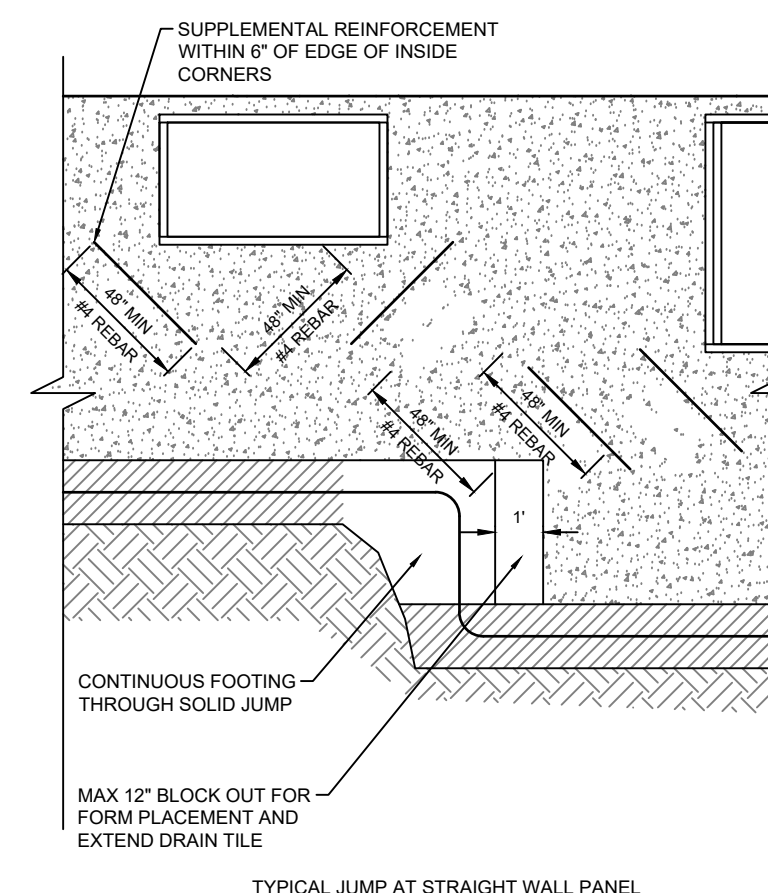 SUPPLEMENTAL REINFORCEMENT
WITHIN 6" OF EDGE OF INSIDE
CORNERS
48" MIN
#4 REBAR
48" MIN
#4 REBAR
48" MIN
#4 REBAR
48" MIN
#4 REBAR
1'
CONTINUOUS FOOTING
THROUGH SOLID JUMP
MAX 12" BLOCK OUT FOR
FORM PLACEMENT AND
EXTEND DRAIN TILE
TYPICAL JUMP AT STRAIGHT WALL PANEL